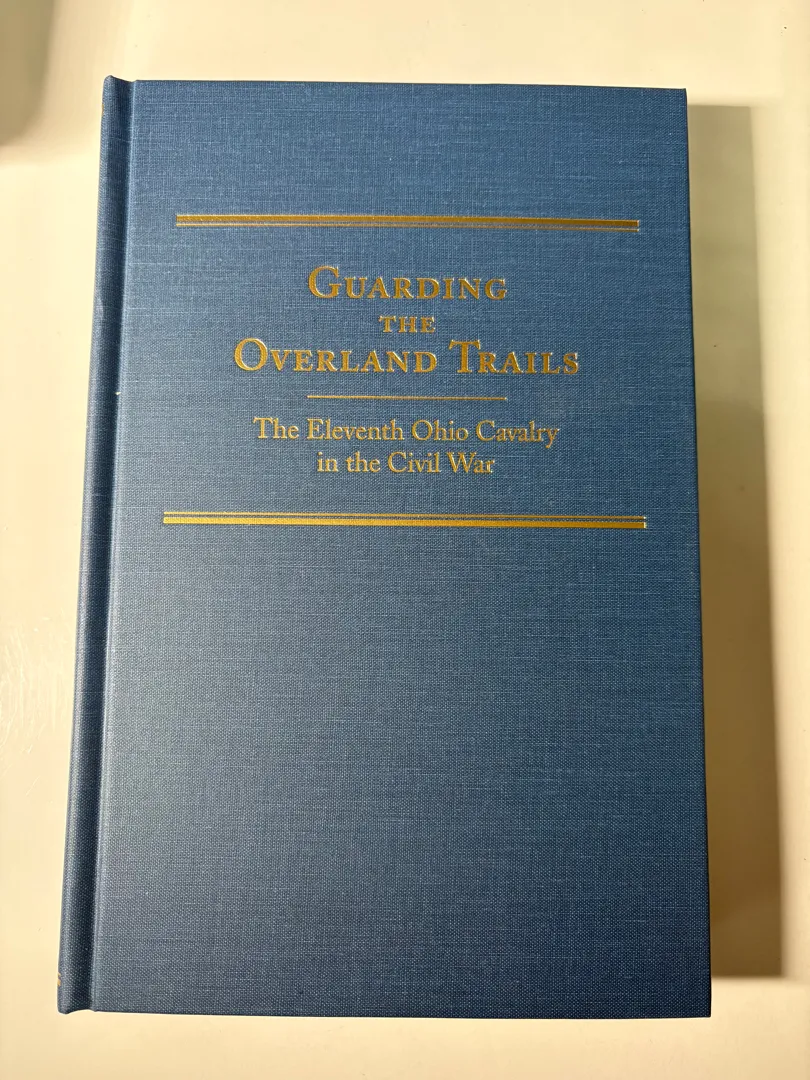 Guarding
the
Overland Trails
The Eleventh Ohio Cavalry
in the Civil War